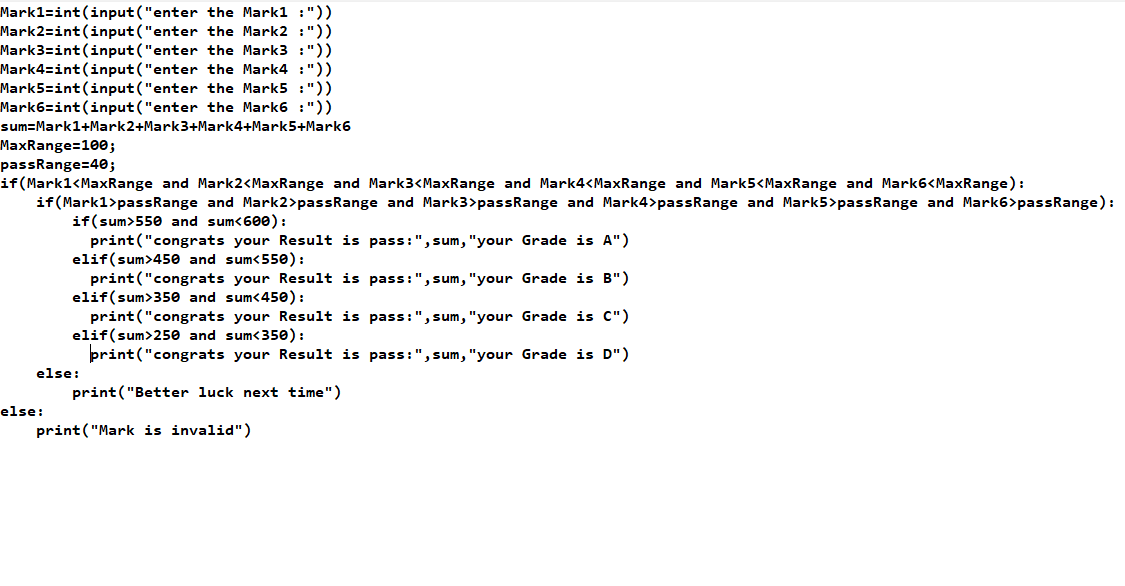 Mark1=int(input("enter the Mark1 :"))
Mark2=int(input("enter the Mark2 :"))
Mark3=int(input("enter the Mark3 :"))
Mark4=int(input("enter the Mark4 :"))
Mark5=int(input("enter the Mark5 :"))
Mark6=int(input("enter the Mark6 :"))
sum=Mark1+Mark2+Mark3+Mark4+Mark5+Mark6
MaxRange=100;
passRange=40;
if(Mark1<MaxRange and Mark2<MaxRange and Mark3<MaxRange and Mark4<MaxRange and Mark5<MaxRange and Mark6<MaxRange):
    if(Mark1>passRange and Mark2>passRange and Mark3>passRange and Mark4>passRange and Mark5>passRange and Mark6>passRange):
        if(sum>550 and sum<600):
          print("congrats your Result is pass:",sum,"your Grade is A")
        elif(sum>450 and sum<550):
          print("congrats your Result is pass:",sum,"your Grade is B")
        elif(sum>350 and sum<450):
          print("congrats your Result is pass:",sum,"your Grade is C")
        elif(sum>250 and sum<350):
          print("congrats your Result is pass:",sum,"your Grade is D")
    else:
        print("Better luck next time")
else:
    print("Mark is invalid")